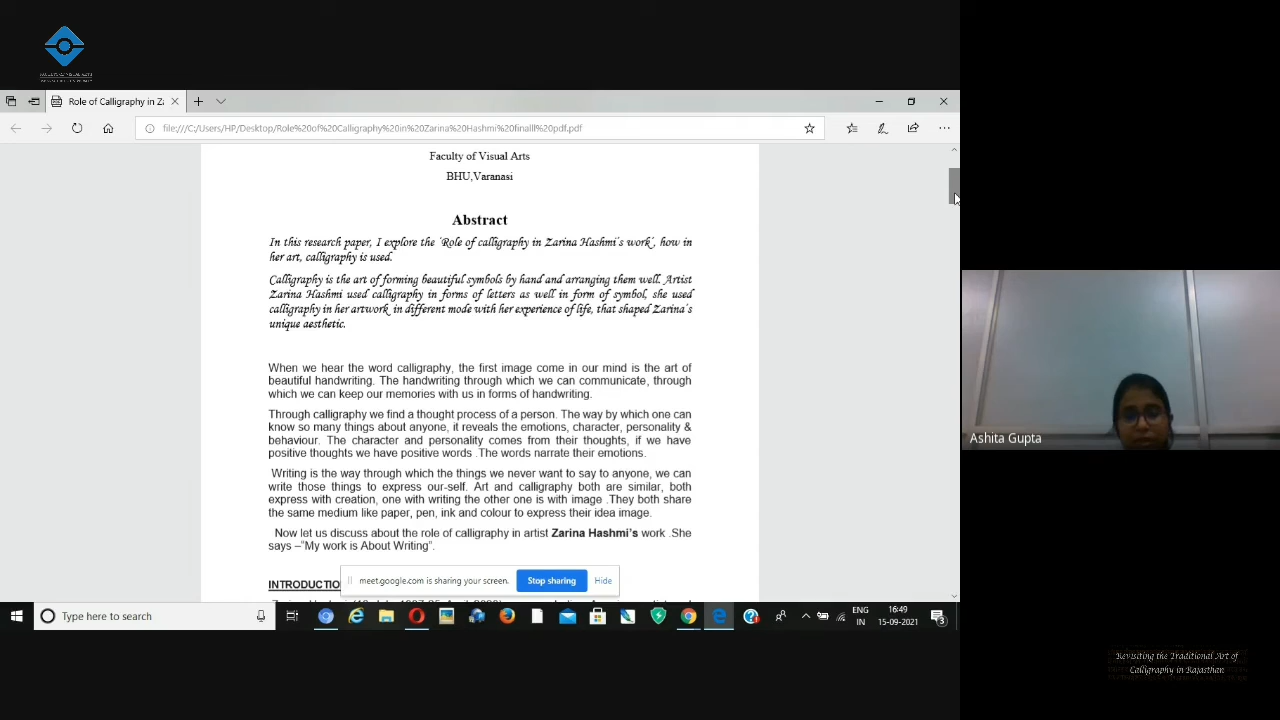 Role of Calligraphy in Za
file:///C:/Users/HP/Desktop/Role%20of%20Calligraphy%20in%20Zarina%20Hashmi%20finalll%20pdf.pdf
Faculty of Visual Arts
BHU,Varanasi
Abstract
In this research paper, I explore the 'Role of calligraphy in Zarina Hashmi's work', how in
her art, calligraphy is used.
Calligraphy is the art of forming beautiful symbols by hand and arranging them well. Artist
Zarina Hashmi used calligraphy in forms of letters as well in form of symbol, she used
calligraphy in her artwork in different mode with her experience of life, that shaped Zarina's
unique aesthetic.
When we hear the word calligraphy, the first image come in our mind is the art of
beautiful handwriting. The handwriting through which we can communicate, through
which we can keep our memories with us in forms of handwriting.
Through calligraphy we find a thought process of a person. The way by which one can
know so many things about anyone, it reveals the emotions, character, personality &
behaviour. The character and personality comes from their thoughts, if we have
positive thoughts we have positive words .The words narrate their emotions.
Writing is the way through which the things we never want to say to anyone, we can
write those things to express our-self. Art and calligraphy both are similar, both
express with creation, one with writing the other one is with image .They both share
the same medium like paper, pen, ink and colour to express their idea image.
Now let us discuss about the role of calligraphy in artist Zarina Hashmi's work .She
says –"My work is About Writing".
INTRODUCTIO
meet.google.com is sharing your screen.
Stop sharing
Hide
Type here to search
ENG
IN
16:49
15-09-2021
3
Ashita Gupta
Revisiting the Traditional Art of
Calligraphy in Rajasthan